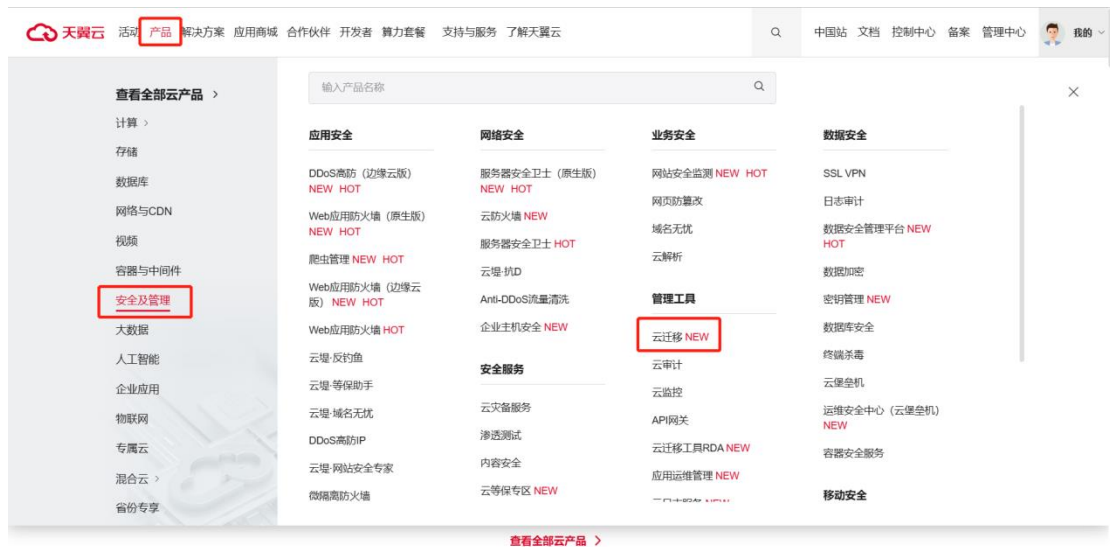 天翼云 活动 产品 解决方案 应用商城 合作伙伴 开发者 算力套餐 支持与服务 了解天翼云 中国站 文档 控制中心 备案 管理中心 我的
查看全部云产品
计算
存储
数据库
网络与CDN
视频
容器与中间件
安全及管理
大数据
人工智能
企业应用
物联网
专属云
混合云
省份专享
输入产品名称
应用安全
DDoS高防（边缘云版）
NEW HOT
Web应用防火墙（原生版）
NEW HOT
爬虫管理 NEW HOT
Web应用防火墙（边缘云
版） NEW HOT
Web应用防火墙 HOT
云堤·反钓鱼
云堤·等保助手
云堤·域名无忧
DDoS高防IP
云堤·网站安全专家
微隔离防火墙
网络安全
服务器安全卫士（原生版）
NEW HOT
云防火墙 NEW
服务器安全卫士 HOT
云堤·抗D
Anti-DDoS流量清洗
企业主机安全 NEW
安全服务
云灾备服务
渗透测试
内容安全
云等保专区 NEW
业务安全
网站安全监测 NEW HOT
网页防篡改
域名无忧
云解析
管理工具
云迁移 NEW
云审计
云监控
API网关
云迁移工具RDA NEW
应用运维管理 NEW
数据安全
SSL VPN
日志审计
数据安全管理平台 NEW
HOT
数据加密
密钥管理 NEW
数据库安全
终端杀毒
云堡垒机
运维安全中心（云堡垒机）
NEW
容器安全服务
移动安全
查看全部云产品